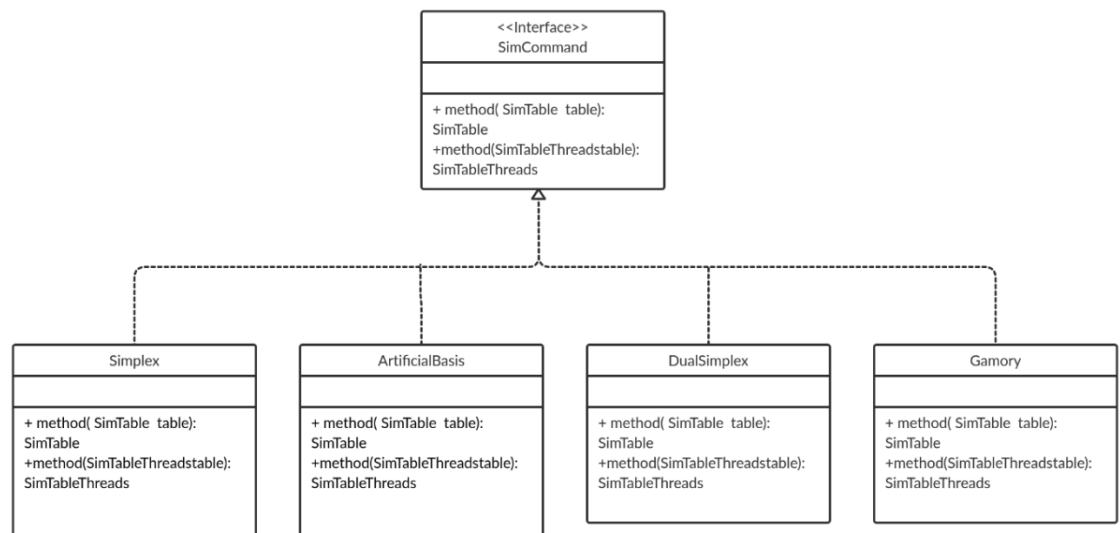 <<Interface>>
SimCommand
+ method( SimTable table):
SimTable
+method(SimTableThreadstable):
SimTableThreads
Simplex
+ method( SimTable table):
SimTable
+method(SimTableThreadstable):
SimTableThreads
ArtificialBasis
+ method( SimTable table):
SimTable
+method(SimTableThreadstable):
SimTableThreads
DualSimplex
+ method( SimTable table):
SimTable
+method(SimTableThreadstable):
SimTableThreads
Gamory
+ method( SimTable table):
SimTable
+method(SimTableThreadstable):
SimTableThreads